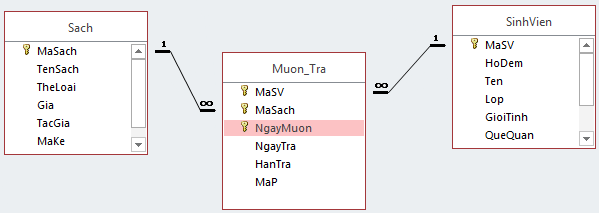 Sach
MaSach
TenSach
TheLoai
Gia
TacGia
MaKe
1
∞
Muon_Tra
MaSV
MaSach
NgayMuon
NgayTra
HanTra
MaP
∞
1
SinhVien
MaSV
HoDem
Ten
Lop
GioiTinh
QueQuan